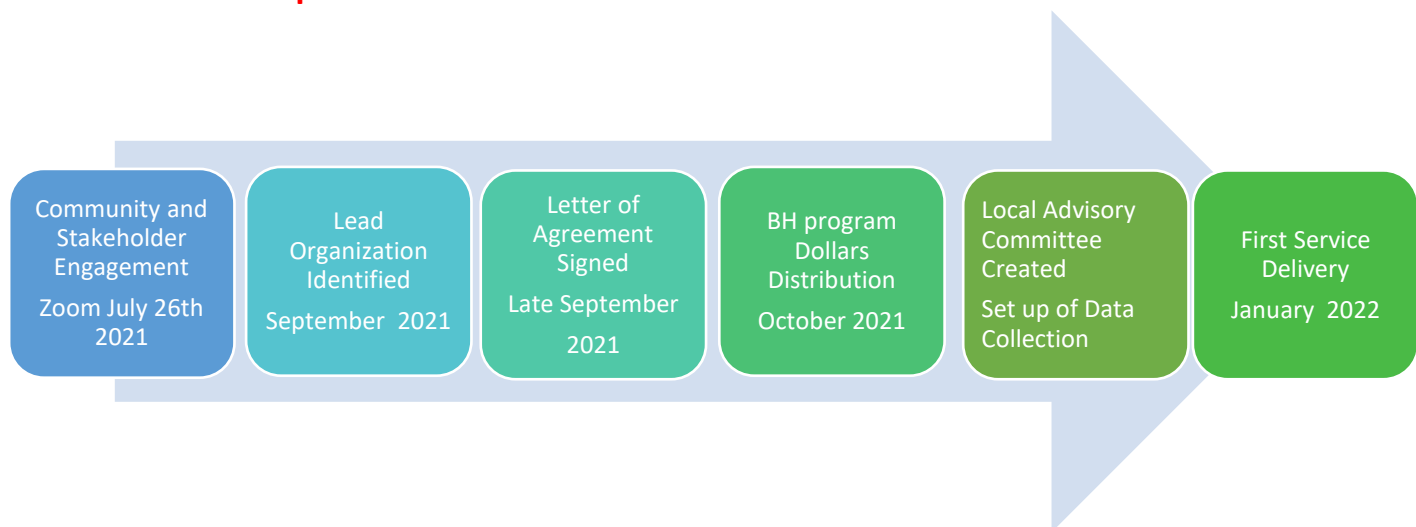 Community and
Stakeholder
Engagement
Zoom July 26th
2021
Lead
Organization
Identified
September 2021
Letter of
Agreement
Signed
Late September
2021
BH program
Dollars
Distribution
October 2021
Local Advisory
Committee
Created
Set up of Data
Collection
First Service
Delivery
January 2022